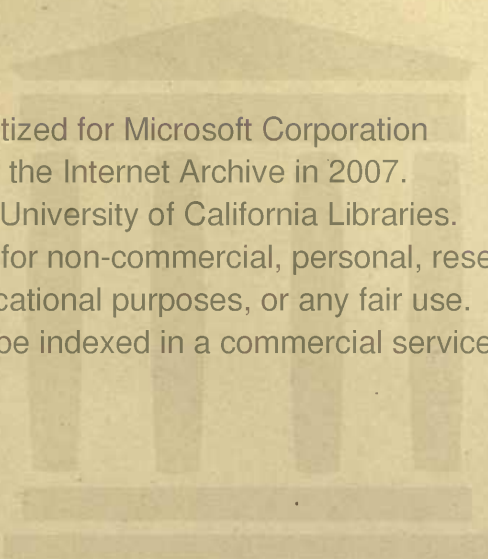 tized for Microsoft Corporation
the Internet Archive in 2007.
University of California Libraries.
for non-commercial, personal, rese
cational purposes, or any fair use.
be indexed in a commercial service